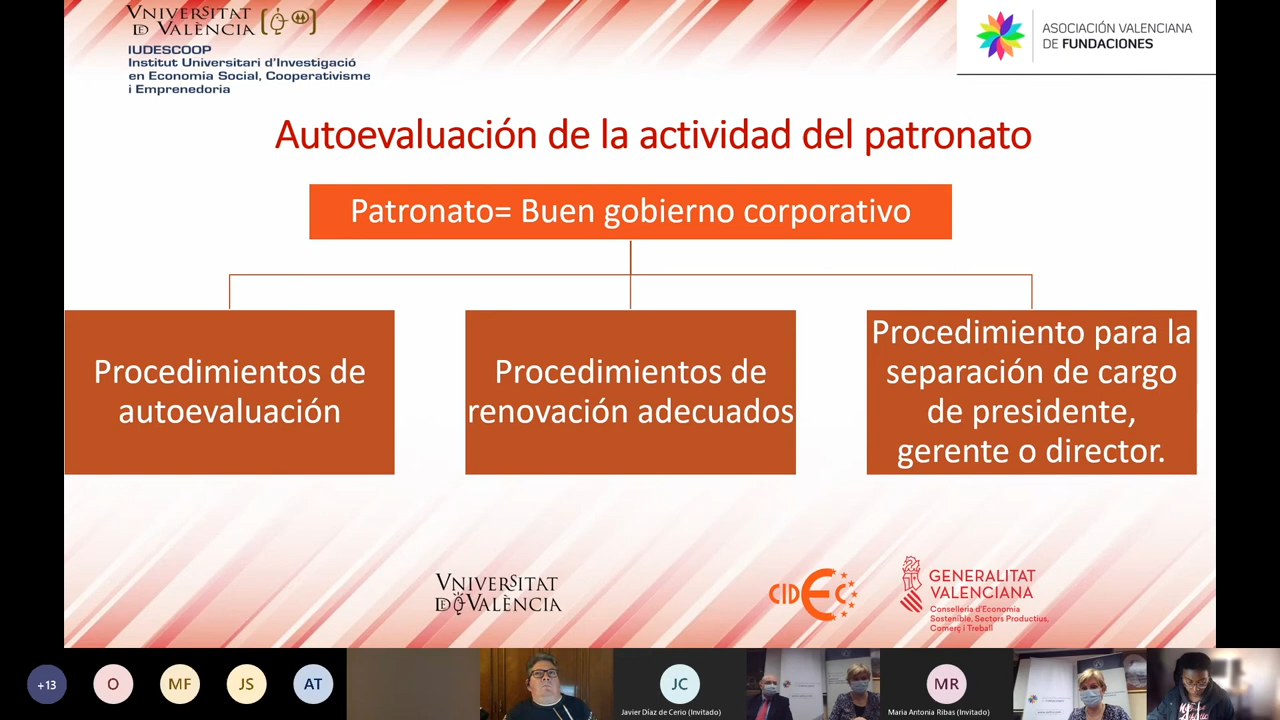 VNIVERSITAT
DE VALÈNCIA
IUDESCOOP
Institut Universitari d'Investigació
en Economia Social, Cooperativisme
i Emprenedoria
ASOCIACIÓN VALENCIANA
DE FUNDACIONES
Autoevaluación de la actividad del patronato
Patronato= Buen gobierno corporativo
Procedimientos de
autoevaluación
Procedimientos de
renovación adecuados
Procedimiento para la
separación de cargo
de presidente,
gerente o director.
VNIVERSITAT
DE VALÈNCIA
CIDEC
GENERALITAT
VALENCIANA
Conselleria d'Economia
Sostenible, Sectors Productius,
Comerç i Treball
+13
O
MF
JS
AT
JC
Javier Díaz de Cerio (Invitado)
MR
Maria Antonia Ribas (Invitado)